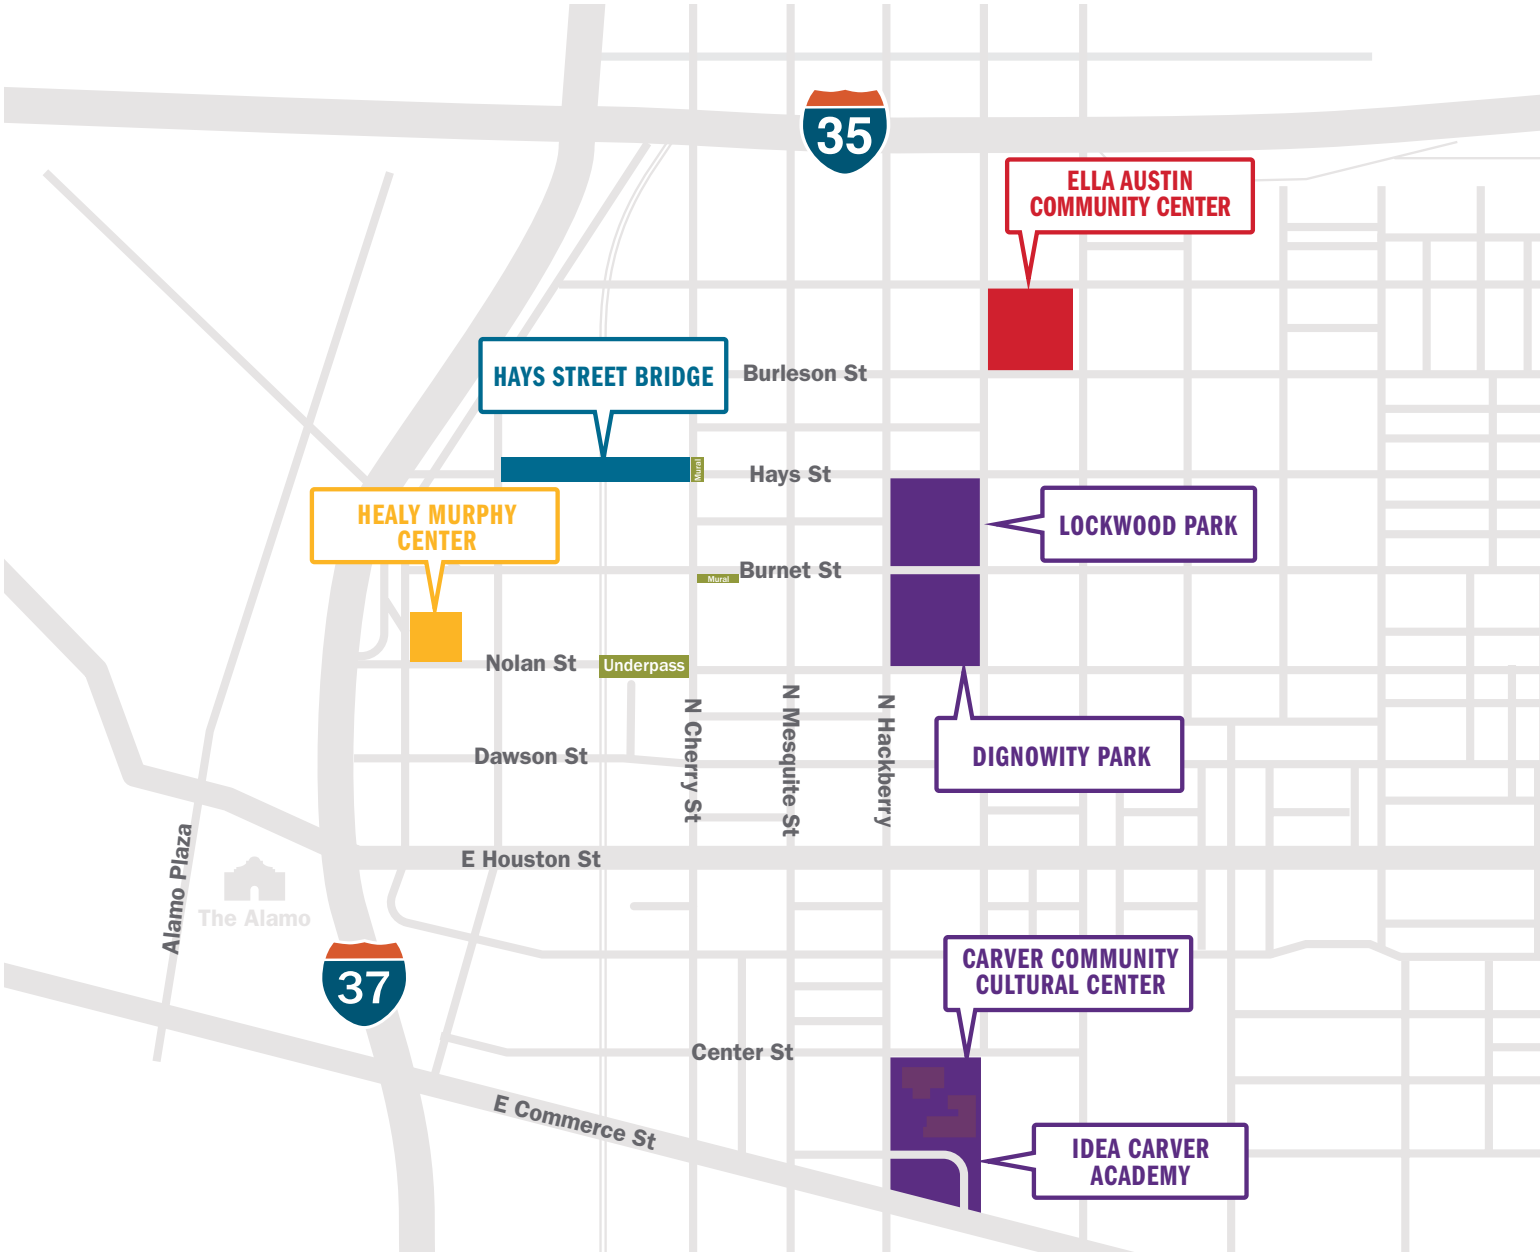 35
ELLA AUSTIN
COMMUNITY CENTER
HAYS STREET BRIDGE
Burleson St
Mural
Hays St
HEALY MURPHY
CENTER
LOCKWOOD PARK
Mural
Burnet St
Nolan St
Underpass
N Cherry St
N Mesquite St
N Hackberry
Dawson St
DIGNOWITY PARK
Alamo Plaza
E Houston St
The Alamo
37
CARVER COMMUNITY
CULTURAL CENTER
Center St
E Commerce St
IDEA CARVER
ACADEMY